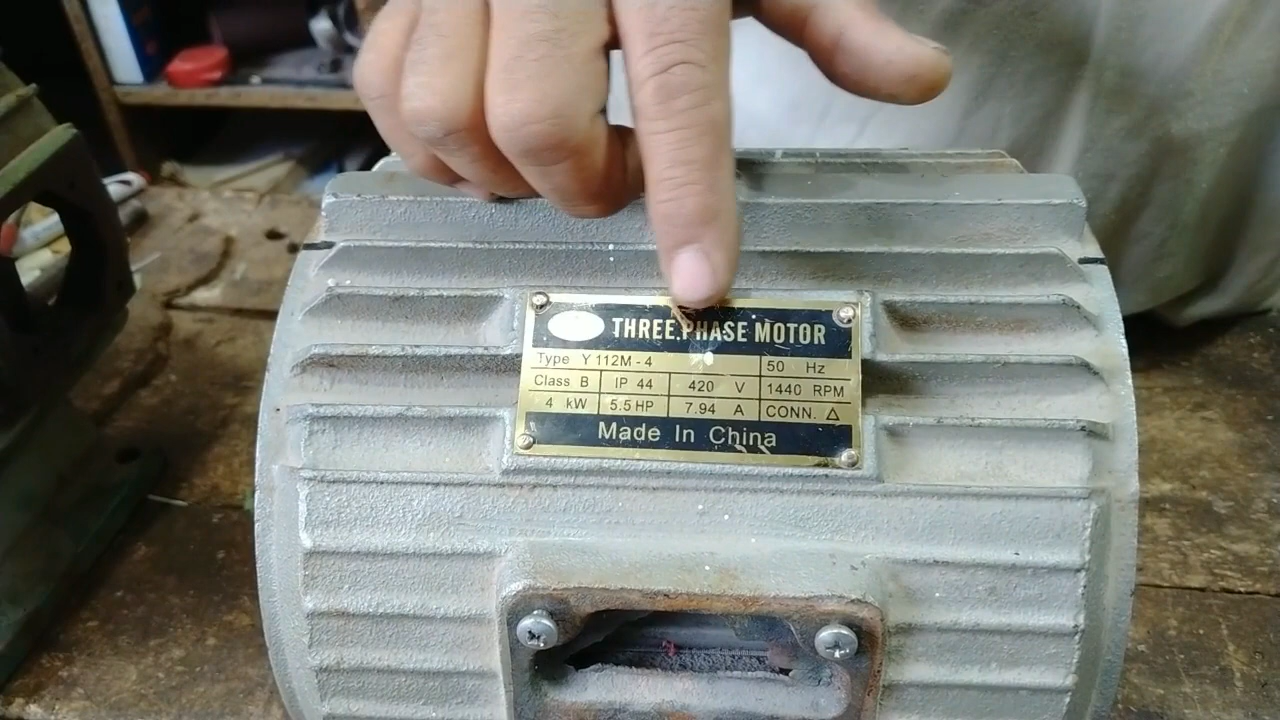 THREE.PHASE MOTOR
Type Y 112M - 4 50 Hz
Class B IP 44 420 V 1440 RPM
4 kW 5.5 HP 7.94 A CONN. △
Made In China